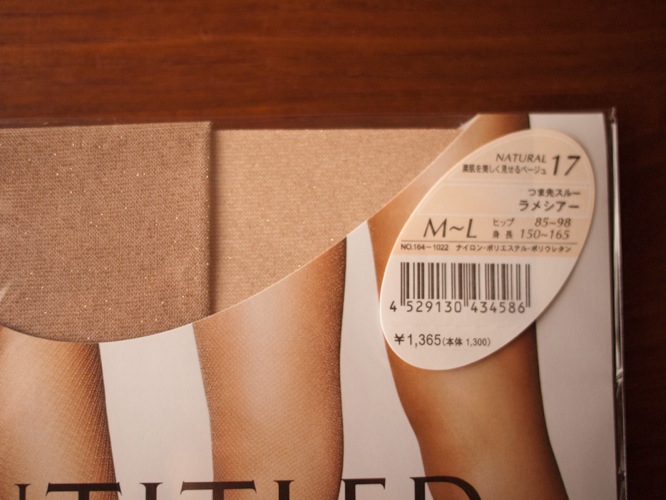 NATURAL 17
素肌を美しく見せるベージュ
つま先スルー
ラメシアー
M~L ヒップ 85~98
身長 150~165
NO.164-1022 ナイロン・ポリエステル・ポリウレタン
4 529130 434586
¥1,365(本体 1,300)
UNTITLED